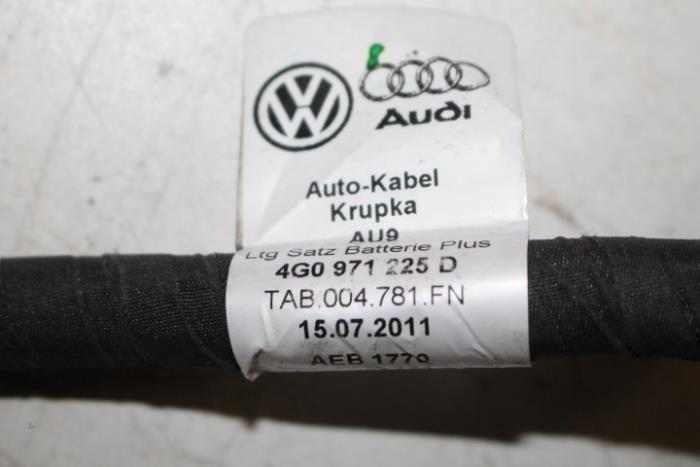 VW
Audi
Auto-Kabel
Krupka
AU9
Ltg Satz Batterie Plus
4G0 971 225 D
TAB.004.781.FN
15.07.2011
AEB 1770